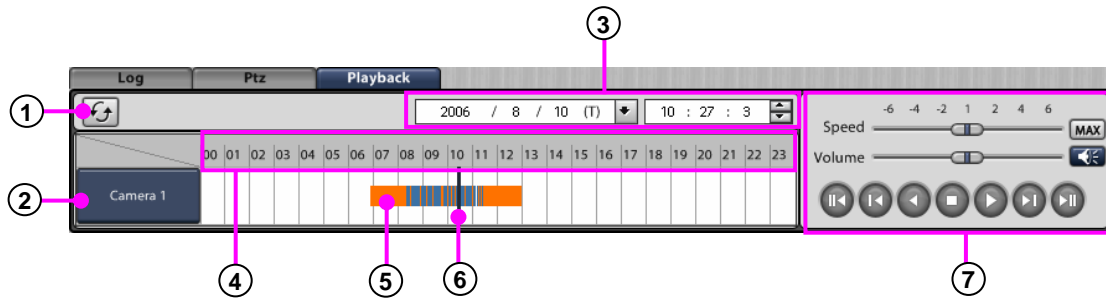 3
Log Ptz Playback
1
2006 / 8 / 10 (T) 10 : 27 : 3
-6 -4 -2 1 2 4 6
Speed MAX
Volume
00 01 02 03 04 05 06 07 08 09 10 11 12 13 14 15 16 17 18 19 20 21 22 23
2
Camera 1
4
5
6
7